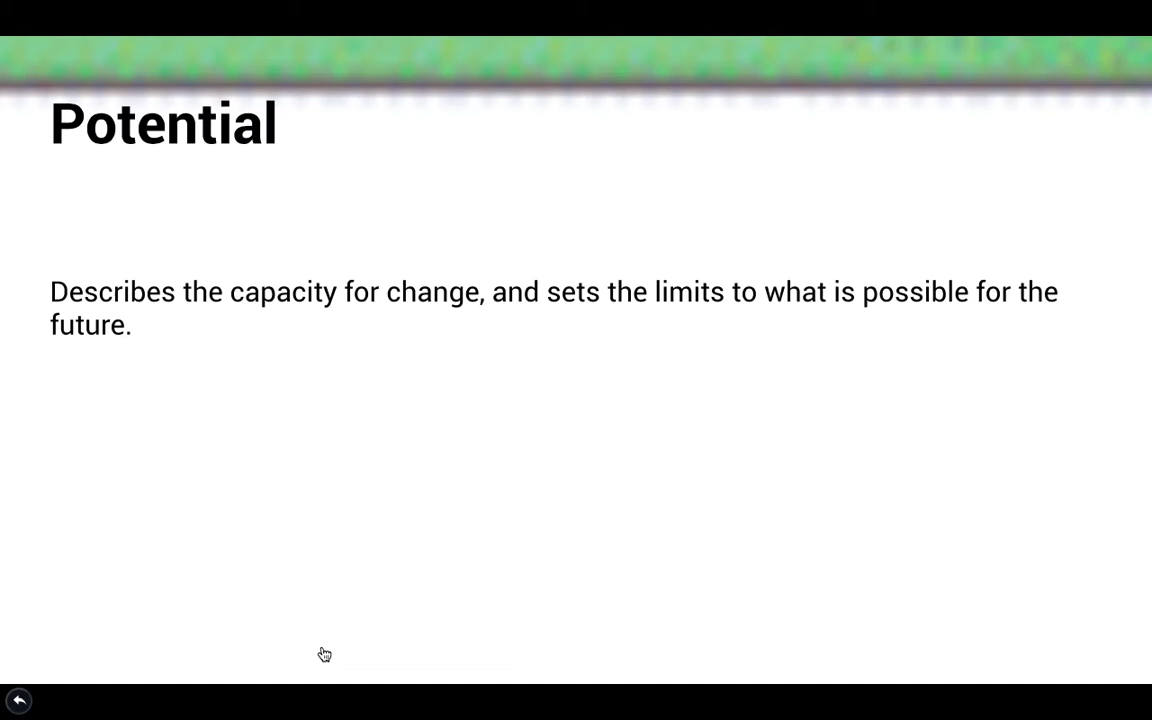 Potential
Describes the capacity for change, and sets the limits to what is possible for the
future.